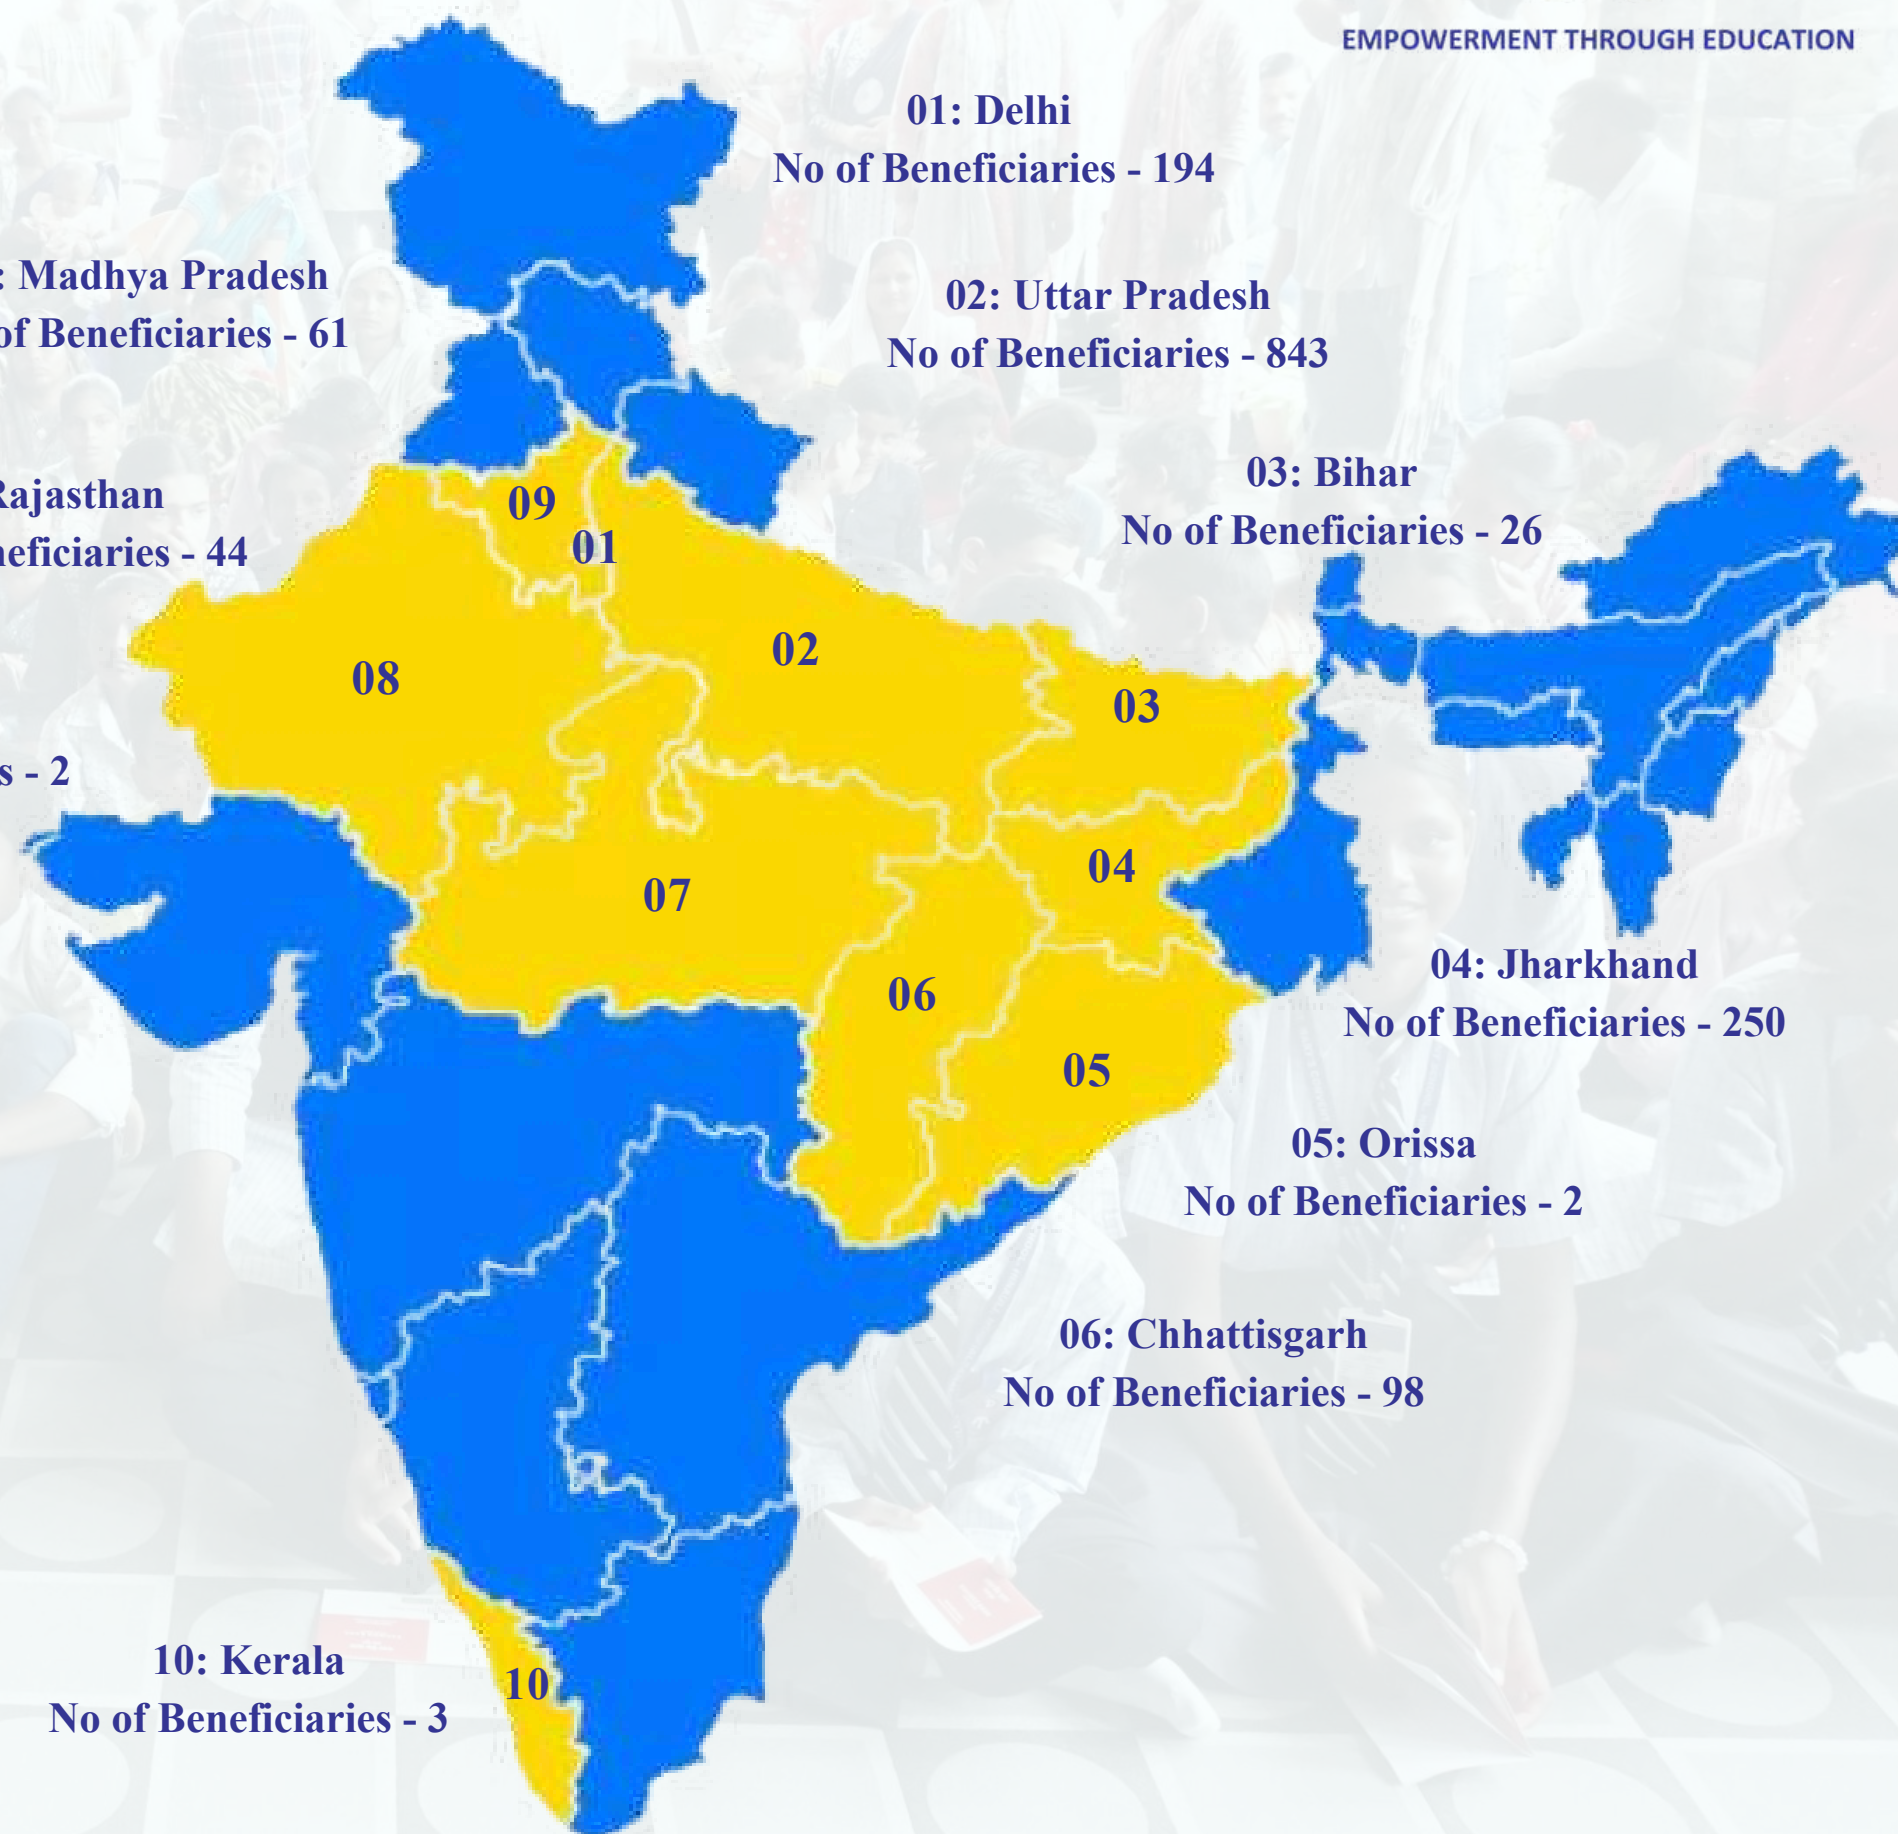 EMPOWERMENT THROUGH EDUCATION
01: Delhi
No of Beneficiaries - 194
: Madhya Pradesh
of Beneficiaries - 61
02: Uttar Pradesh
No of Beneficiaries - 843
03: Bihar
No of Beneficiaries - 26
Rajasthan
neficiaries - 44
09
01
02
08
03
s - 2
04
07
04: Jharkhand
No of Beneficiaries - 250
06
05
05: Orissa
No of Beneficiaries - 2
06: Chhattisgarh
No of Beneficiaries - 98
10: Kerala
No of Beneficiaries - 3
10